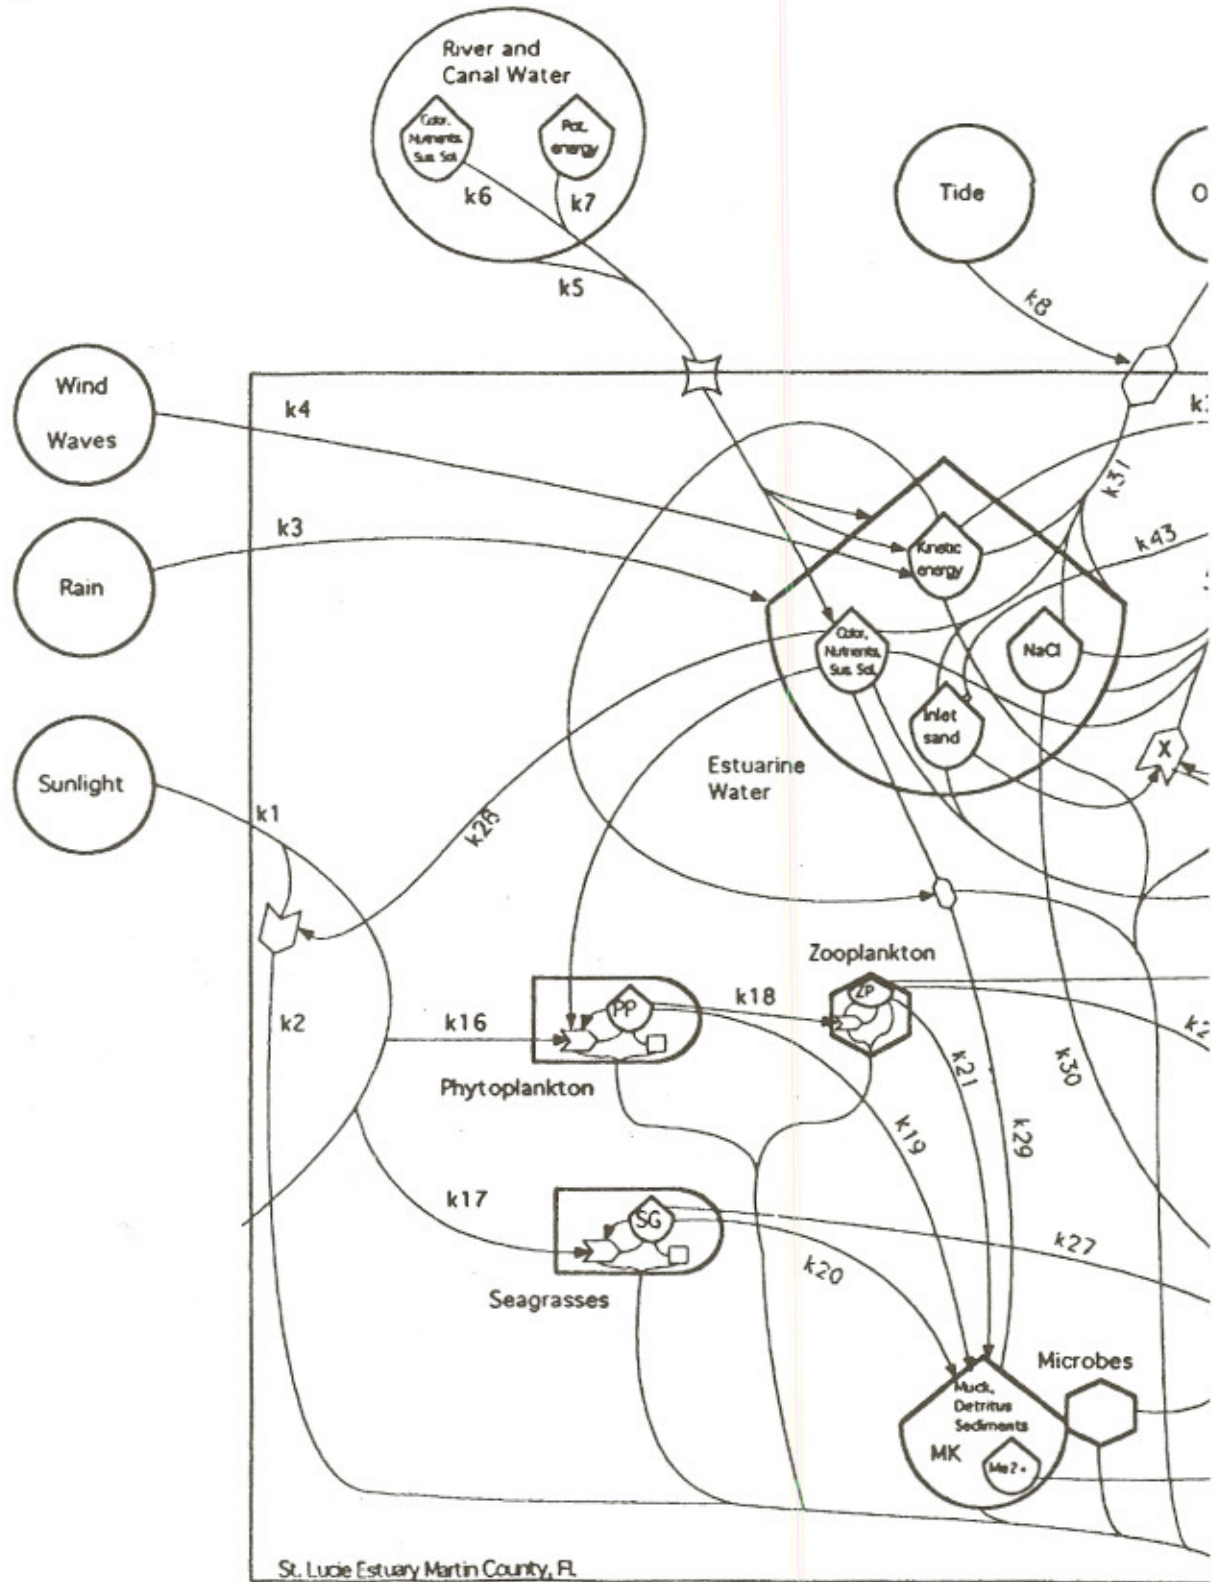 River and
Canal Water
Color,
Nutrients,
Sus. Sol.
Pot.
energy
k6
k7
k5
Tide
O
k8
Wind
Waves
k4
k3
Rain
k31
k43
Kinetic
energy
Color,
Nutrients,
Sus. Sol.
NaCl
Inlet
sand
Estuarine
Water
X
Sunlight
k1
k28
k2
k16
PP
k18
Zooplankton
ZP
Phytoplankton
k19
k21
k29
k30
k17
SG
k20
k27
Seagrasses
Microbes
Muck,
Detritus
Sediments
MK
Me2+
St. Lucie Estuary Martin County, FL